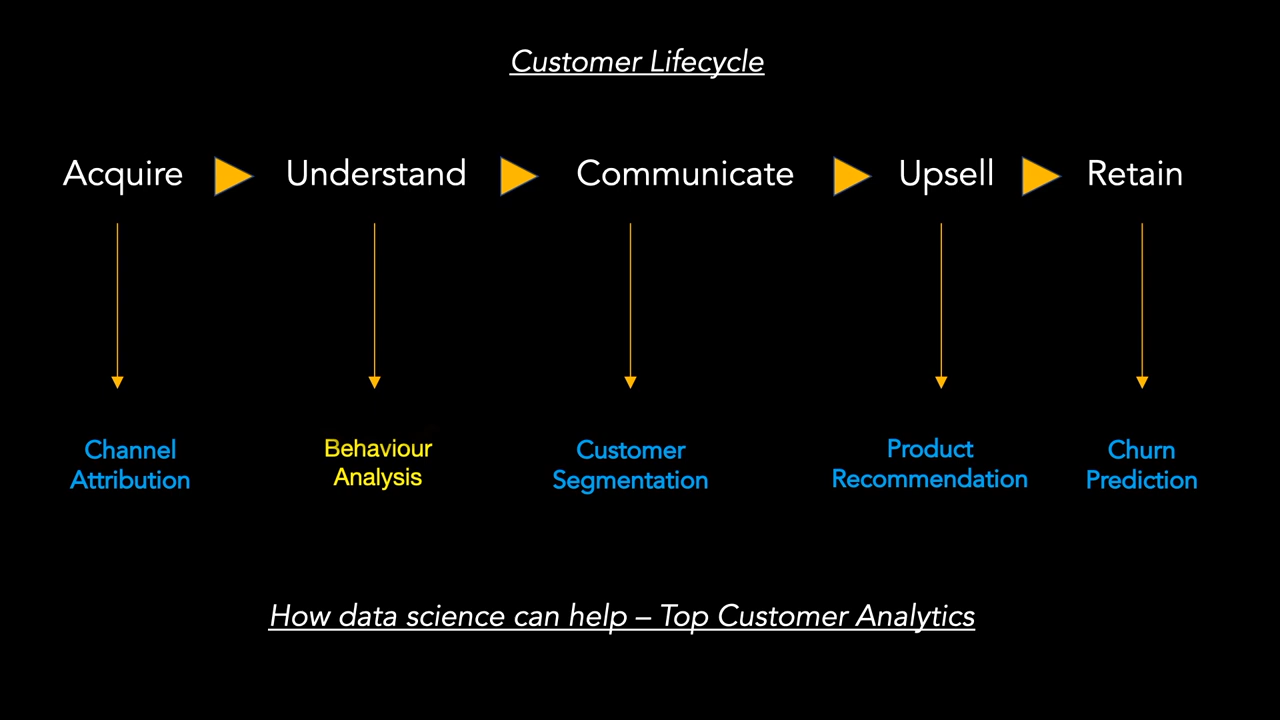 Customer Lifecycle
Acquire Understand Communicate Upsell Retain
Channel Attribution
Behaviour Analysis
Customer Segmentation
Product Recommendation
Churn Prediction
How data science can help – Top Customer Analytics